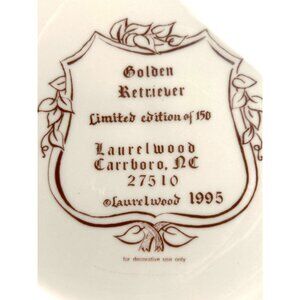 Golden
Retriever
Limited edition of 150
Laurelwood
Carrboro, NC
27510
©Laurelwood 1995
for decorative use only